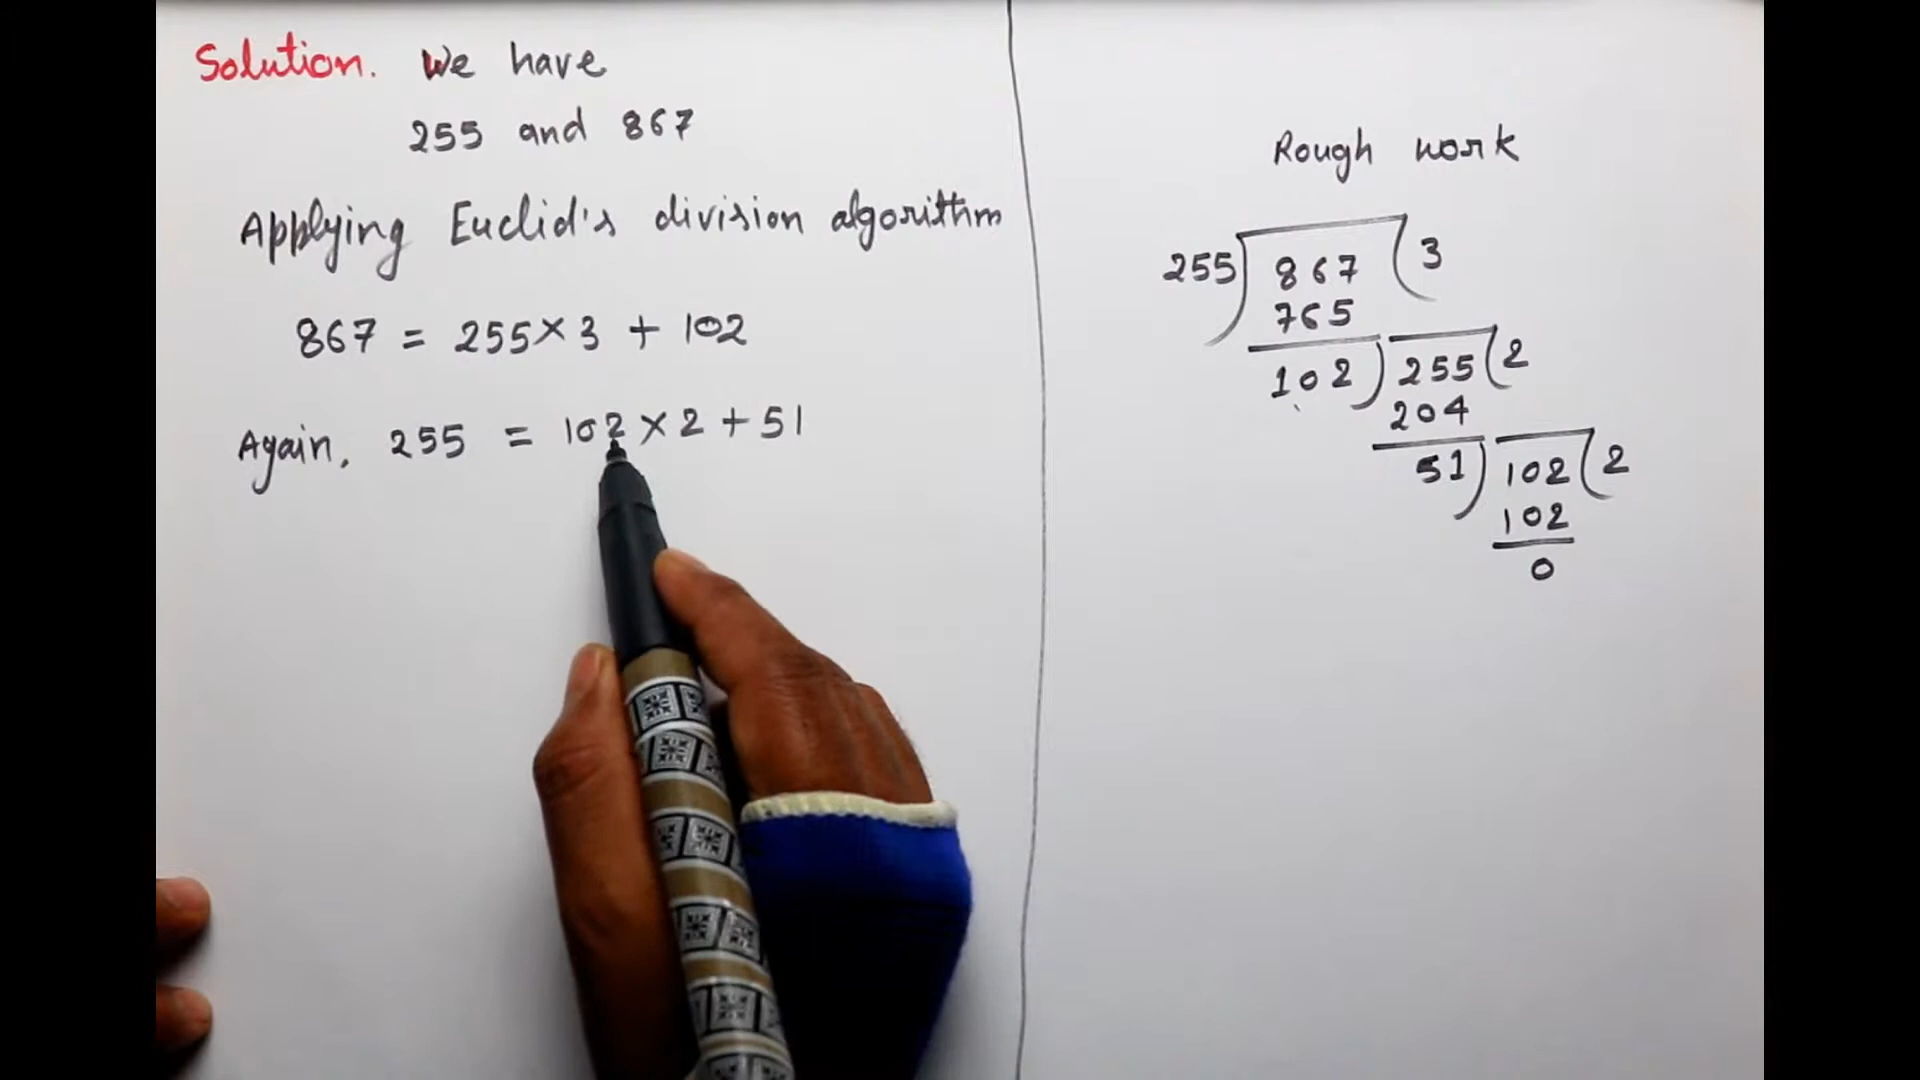 Solution. We have
255 and 867
Applying Euclid's division algorithm
867 = 255 × 3 + 102
Again, 255 = 102 × 2 + 51
Rough work
255) 867 (3
765
102) 255 (2
204
51) 102 (2
102
0